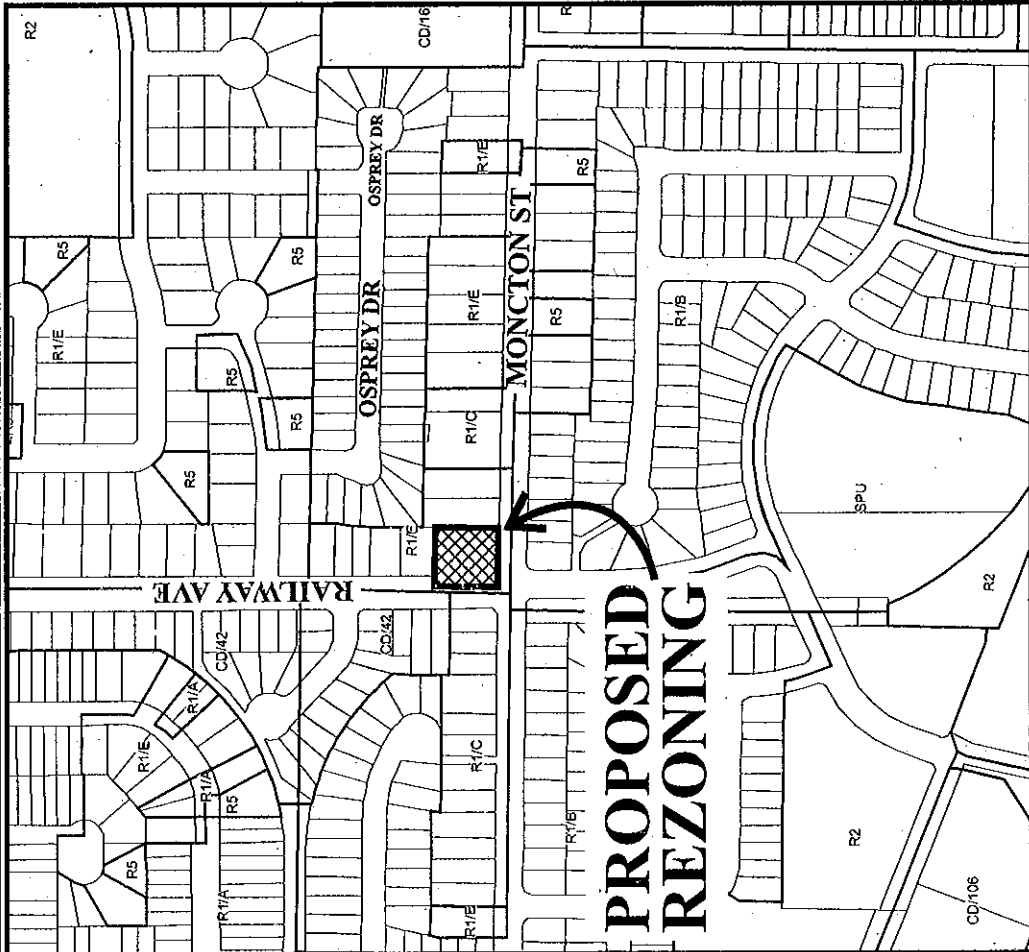 R2
CD/16
R
R5
R1/E
R5
R5
R5
R5
OSPREY DR
OSPREY DR
R1/E
R1/E
R1/C
R1/E
MONCTON ST
R5
R5
R1/B
RAILWAY AVE
CD/42
CD/42
R1/A
R1/E
R1/A
R5
R5
R1/A
R1/C
R1/E
R1/B
SPU
R2
R2
CD/106
PROPOSED
REZONING